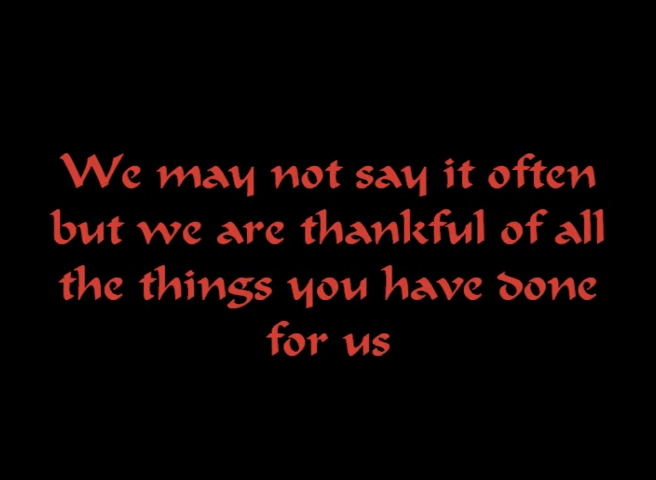 We may not say it often
but we are thankful of all
the things you have done
for us